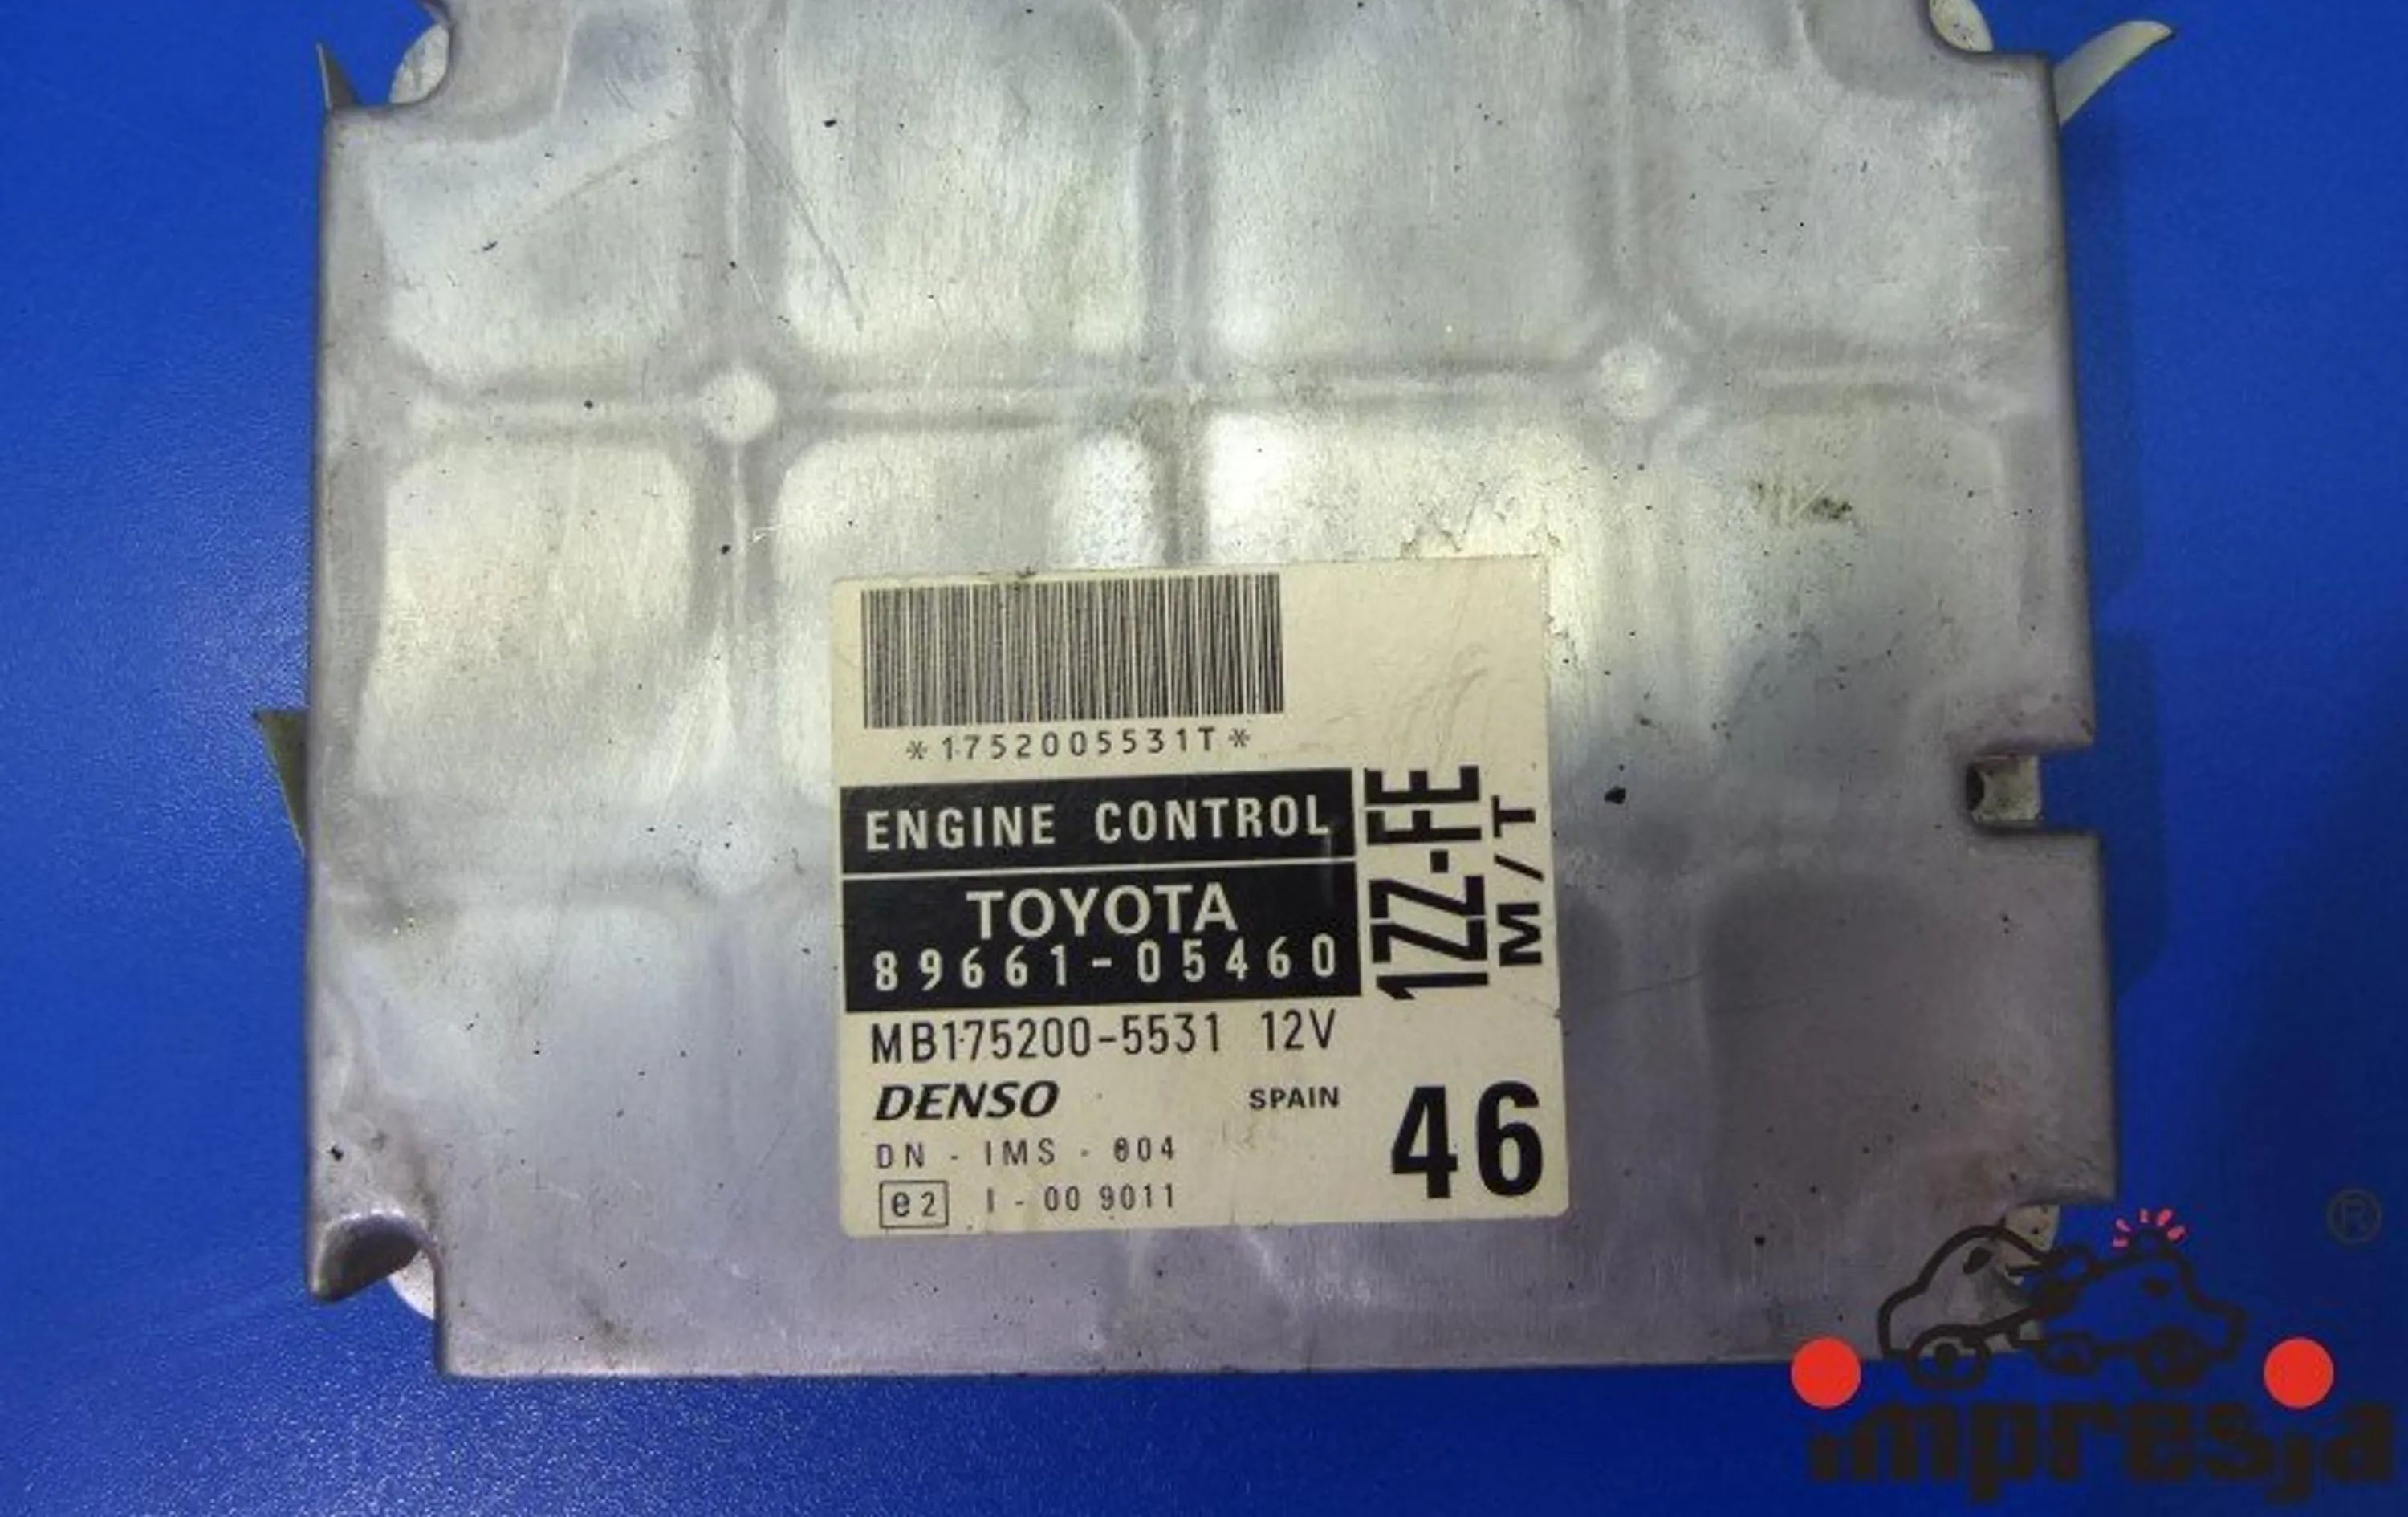 *1752005531T*
ENGINE CONTROL
TOYOTA
89661-05460
1ZZ-FE
M/T
MB175200-5531 12V
DENSO SPAIN
46
DN - IMS - 804
e2 I - 00 9011
®
impresja